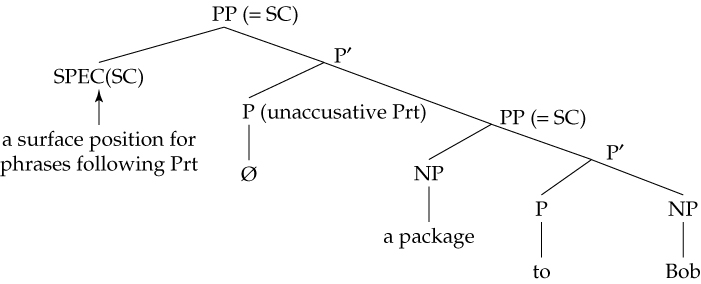 PP (= SC)
SPEC(SC)
P′
a surface position for
phrases following Prt
P (unaccusative Prt)
PP (= SC)
Ø
NP
P′
a package
P
NP
to
Bob